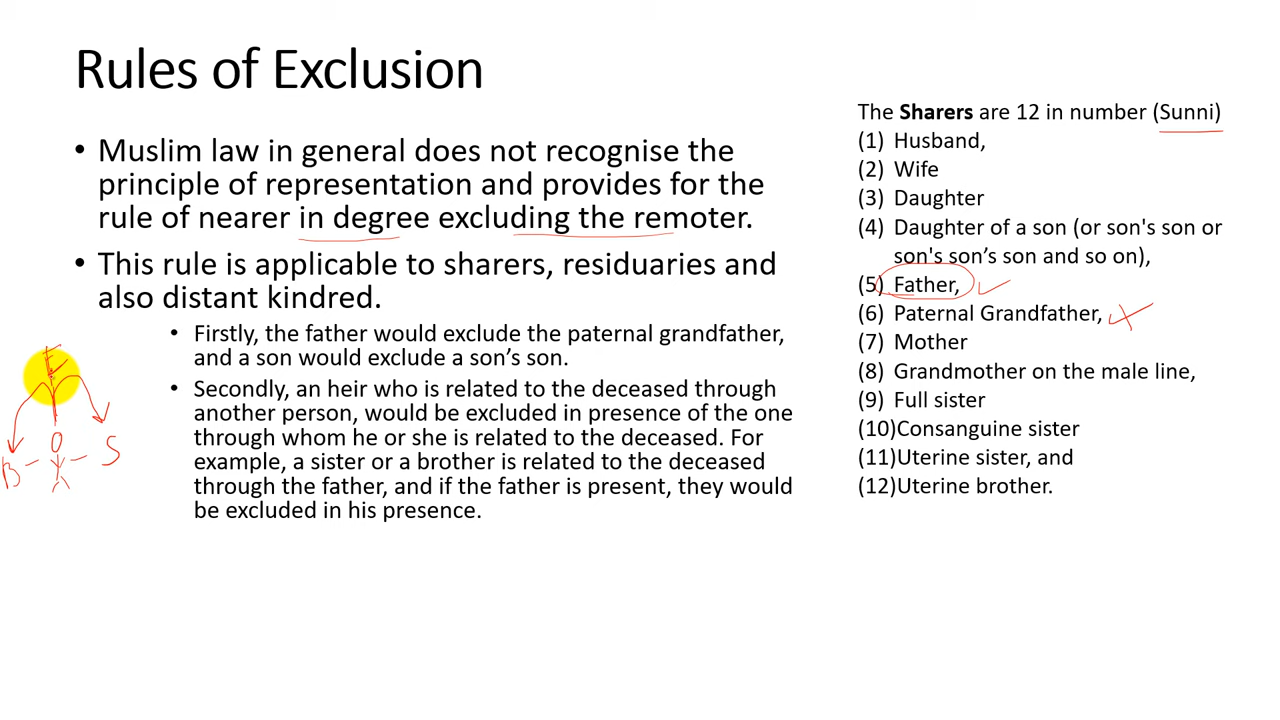 Rules of Exclusion
• Muslim law in general does not recognise the
principle of representation and provides for the
rule of nearer in degree excluding the remoter.
• This rule is applicable to sharers, residuaries and
also distant kindred.
• Firstly, the father would exclude the paternal grandfather,
and a son would exclude a son's son.
• Secondly, an heir who is related to the deceased through
another person, would be excluded in presence of the one
through whom he or she is related to the deceased. For
example, a sister or a brother is related to the deceased
through the father, and if the father is present, they would
be excluded in his presence.
F
B
S
The Sharers are 12 in number (Sunni)
(1) Husband,
(2) Wife
(3) Daughter
(4) Daughter of a son (or son's son or
son's son’s son and so on),
(5) Father,
(6) Paternal Grandfather,
(7) Mother
(8) Grandmother on the male line,
(9) Full sister
(10)Consanguine sister
(11)Uterine sister, and
(12)Uterine brother.